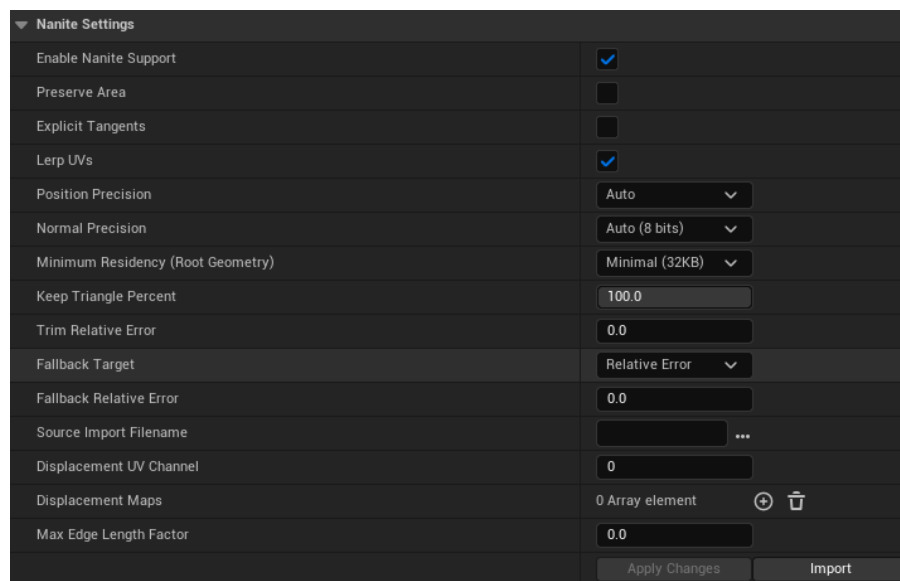 Nanite Settings
Enable Nanite Support
Preserve Area
Explicit Tangents
Lerp UVs
Position Precision Auto
Normal Precision Auto (8 bits)
Minimum Residency (Root Geometry) Minimal (32KB)
Keep Triangle Percent 100.0
Trim Relative Error 0.0
Fallback Target Relative Error
Fallback Relative Error 0.0
Source Import Filename ...
Displacement UV Channel 0
Displacement Maps 0 Array element
Max Edge Length Factor 0.0
Apply Changes Import